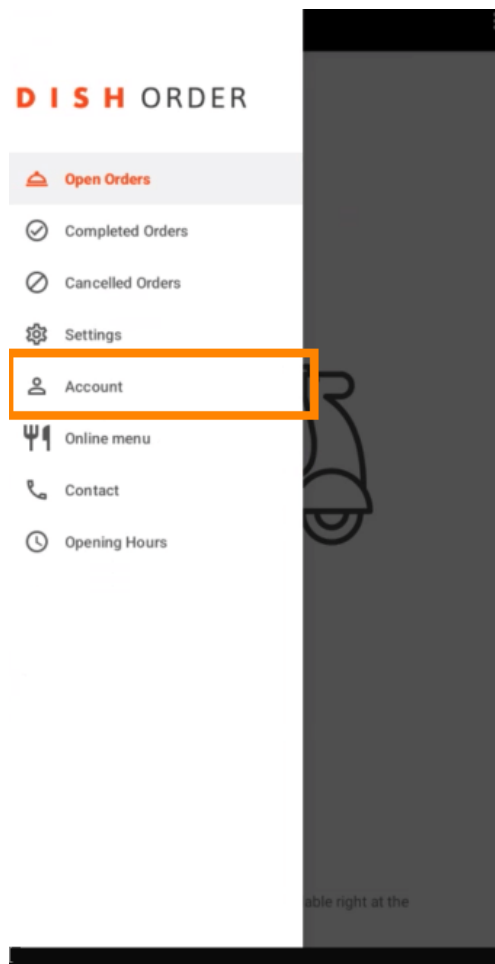 DISH ORDER
Open Orders
Completed Orders
Cancelled Orders
Settings
Account
Online menu
Contact
Opening Hours
able right at the